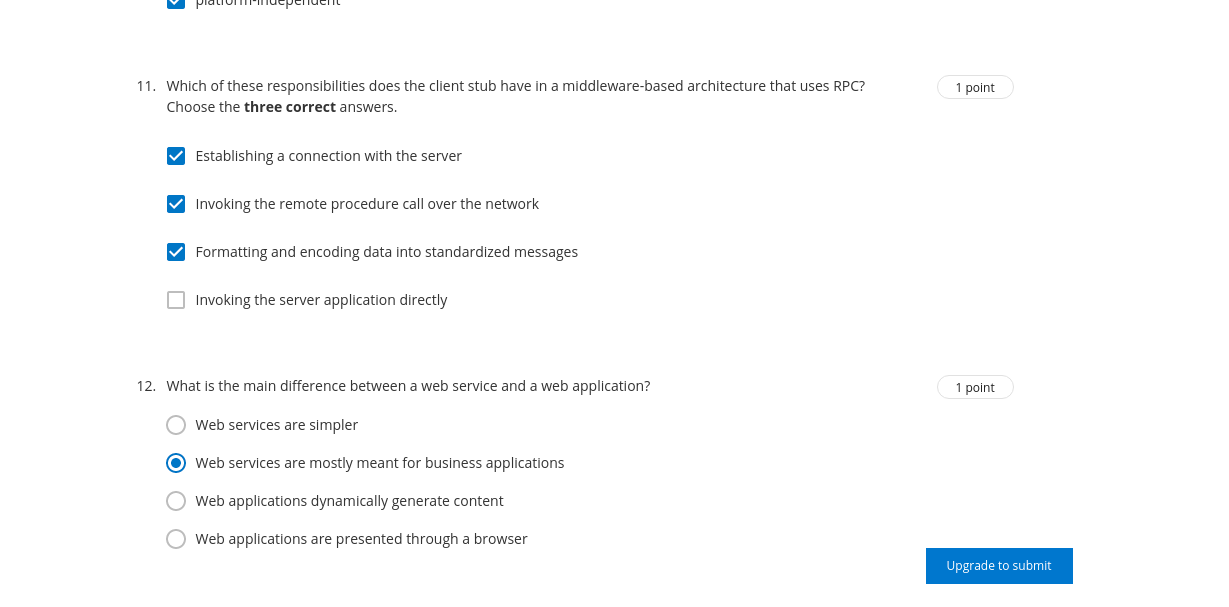 platform-independent
11. Which of these responsibilities does the client stub have in a middleware-based architecture that uses RPC? 1 point
Choose the three correct answers.
Establishing a connection with the server
Invoking the remote procedure call over the network
Formatting and encoding data into standardized messages
Invoking the server application directly
12. What is the main difference between a web service and a web application? 1 point
Web services are simpler
Web services are mostly meant for business applications
Web applications dynamically generate content
Web applications are presented through a browser
Upgrade to submit